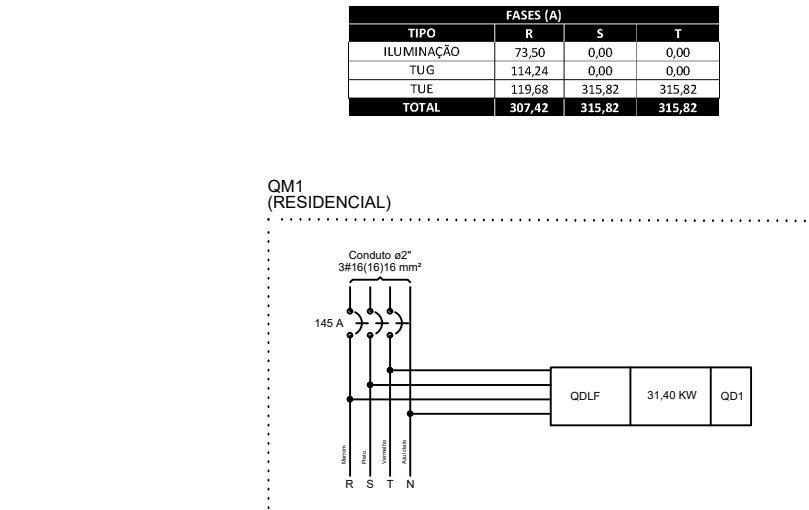 FASES (A)
TIPO R S T
ILUMINAÇÃO 73,50 0,00 0,00
TUG 114,24 0,00 0,00
TUE 119,68 315,82 315,82
TOTAL 307,42 315,82 315,82
QM1
(RESIDENCIAL)
Conduto ø2"
3#16(16)16 mm²
145 A
QDLF 31,40 KW QD1
Marrom Preto Vermelho Azul claro
R S T N